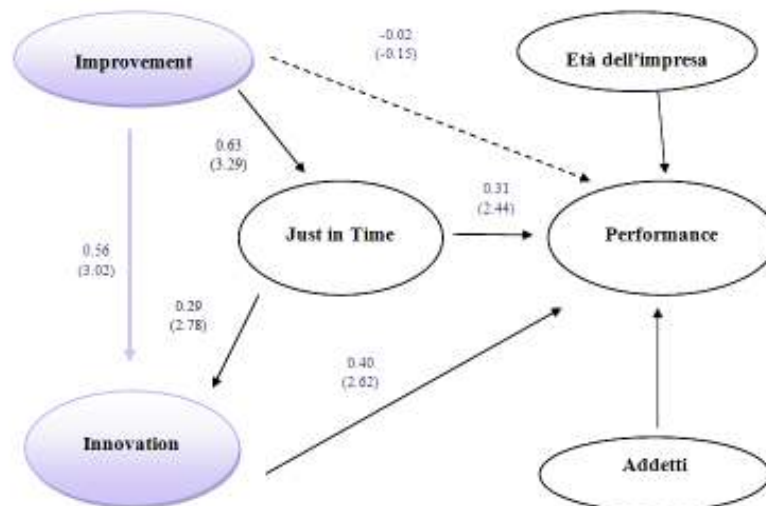 -0.02
(-0.15)
Improvement
Età dell'impresa
0.63
(3.29)
0.31
(2.44)
Just in Time
Performance
0.56
(3.02)
0.29
(2.78)
0.40
(2.62)
Innovation
Addetti